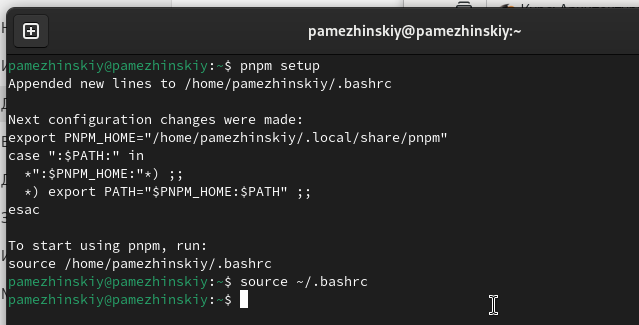 pamezhinskiy@pamezhinskiy:~
pamezhinskiy@pamezhinskiy:~$ pnpm setup
Appended new lines to /home/pamezhinskiy/.bashrc

Next configuration changes were made:
export PNPM_HOME="/home/pamezhinskiy/.local/share/pnpm"
case ":$PATH:" in
  *":$PNPM_HOME:"*) ;;
  *) export PATH="$PNPM_HOME:$PATH" ;;
esac

To start using pnpm, run:
source /home/pamezhinskiy/.bashrc
pamezhinskiy@pamezhinskiy:~$ source ~/.bashrc
pamezhinskiy@pamezhinskiy:~$